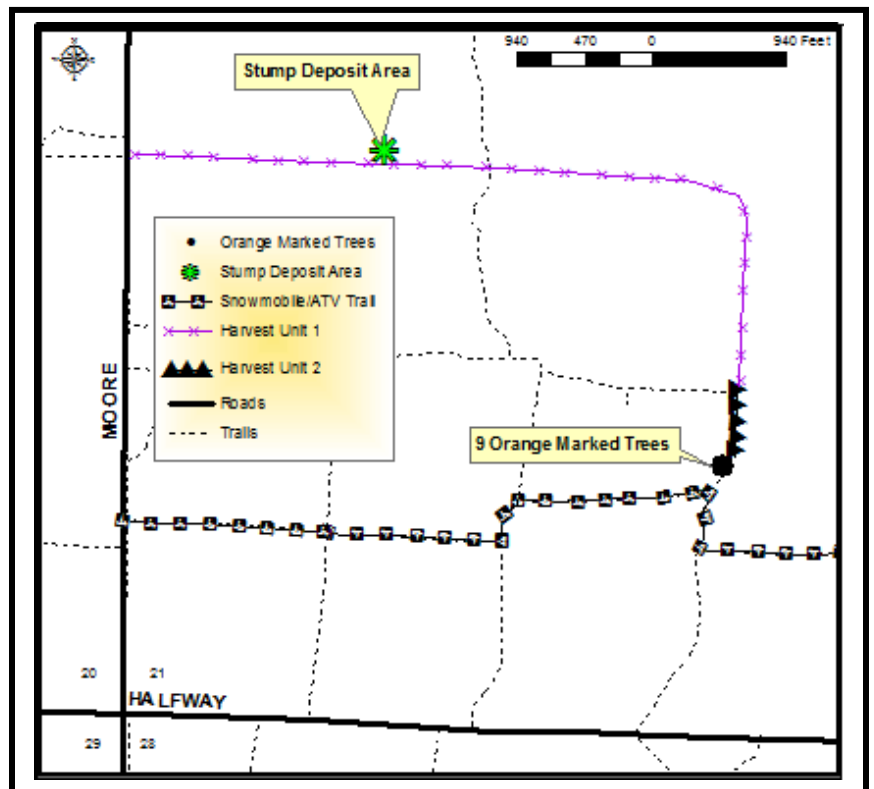 940 470 0 940 Feet
Stump Deposit Area
Orange Marked Trees
Stump Deposit Area
Snowmobile/ATV Trail
Harvest Unit 1
Harvest Unit 2
Roads
Trails
MOORE
9 Orange Marked Trees
20 21
HALFWAY
29 28